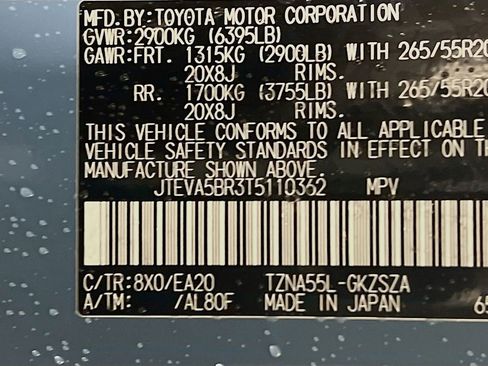 MFD.BY:TOYOTA MOTOR CORPORATION
GVWR:2900KG (6395LB)
GAWR:FRT. 1315KG (2900LB) WITH 265/55R20
20X8J RIMS.
RR. 1700KG (3755LB) WITH 265/55R20
20X8J RIMS.
THIS VEHICLE CONFORMS TO ALL APPLICABLE
VEHICLE SAFETY STANDARDS IN EFFECT ON
MANUFACTURE SHOWN ABOVE.
JTEVA5BR3T5110362 MPV
C/TR:8X0/EA20 TZNA55L-GKZSZA
A/TM: /AL80F MADE IN JAPAN 65